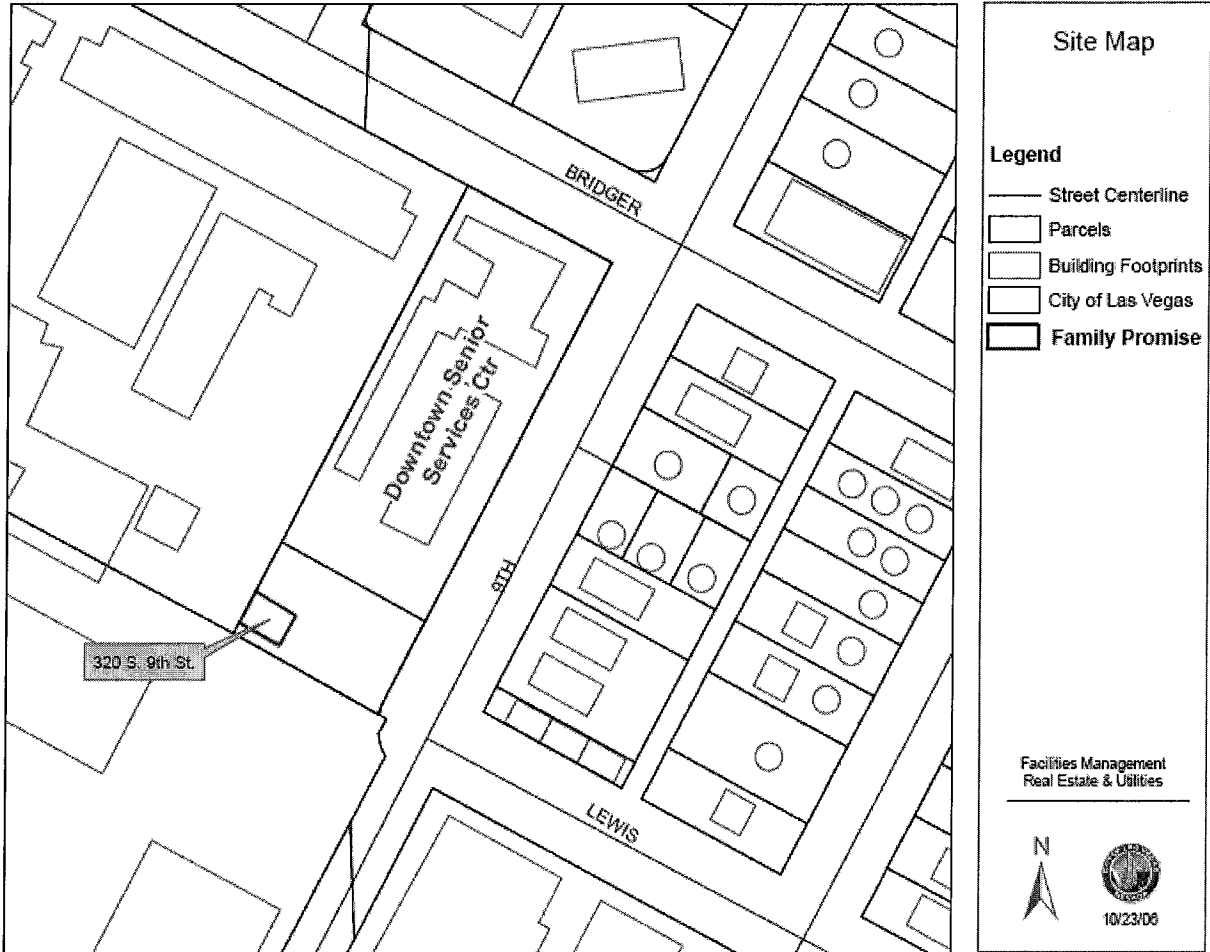 BRIDGER
Downtown Senior
Services Ctr
9TH
320 S. 9th St.
LEWIS
Site Map
Legend
Street Centerline
Parcels
Building Footprints
City of Las Vegas
Family Promise
Facilities Management
Real Estate & Utilities
N
10/23/06